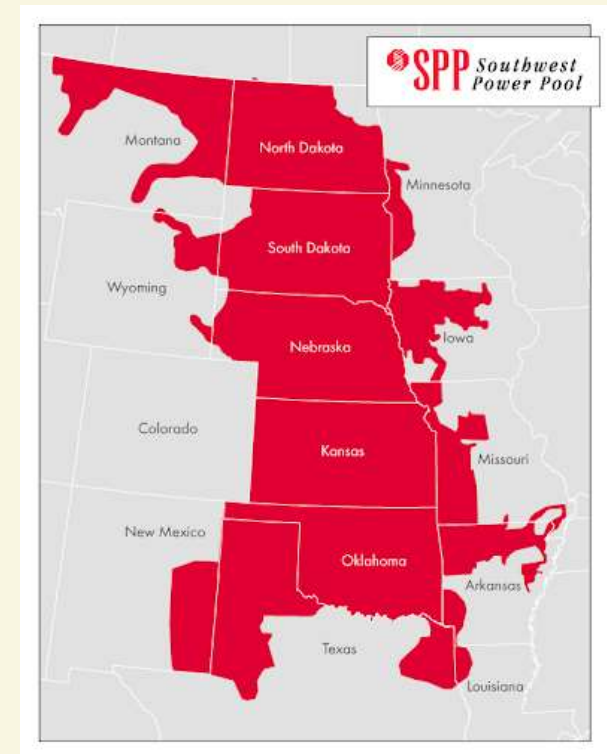 SPP Southwest
Power Pool
Montana
North Dakota
Minnesota
South Dakota
Wyoming
Nebraska
Iowa
Colorado
Kansas
Missouri
New Mexico
Oklahoma
Arkansas
Texas
Louisiana